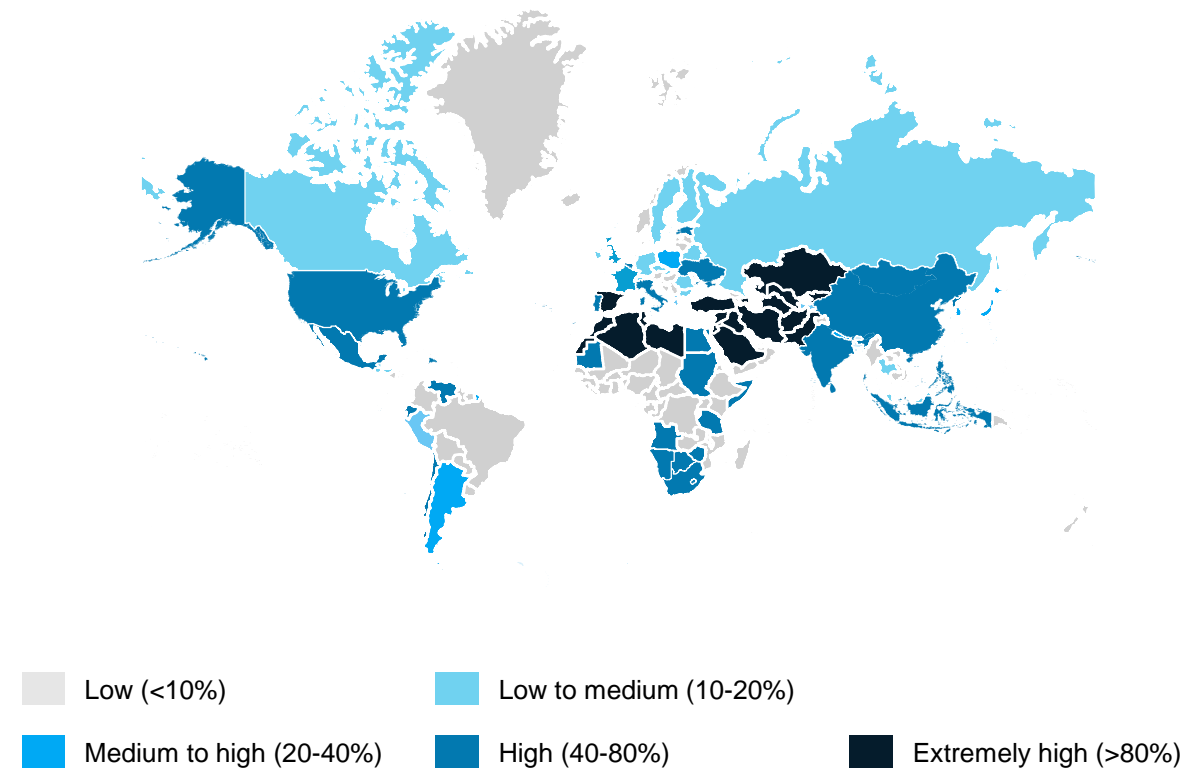 Low (<10%)
Low to medium (10-20%)
Medium to high (20-40%)
High (40-80%)
Extremely high (>80%)